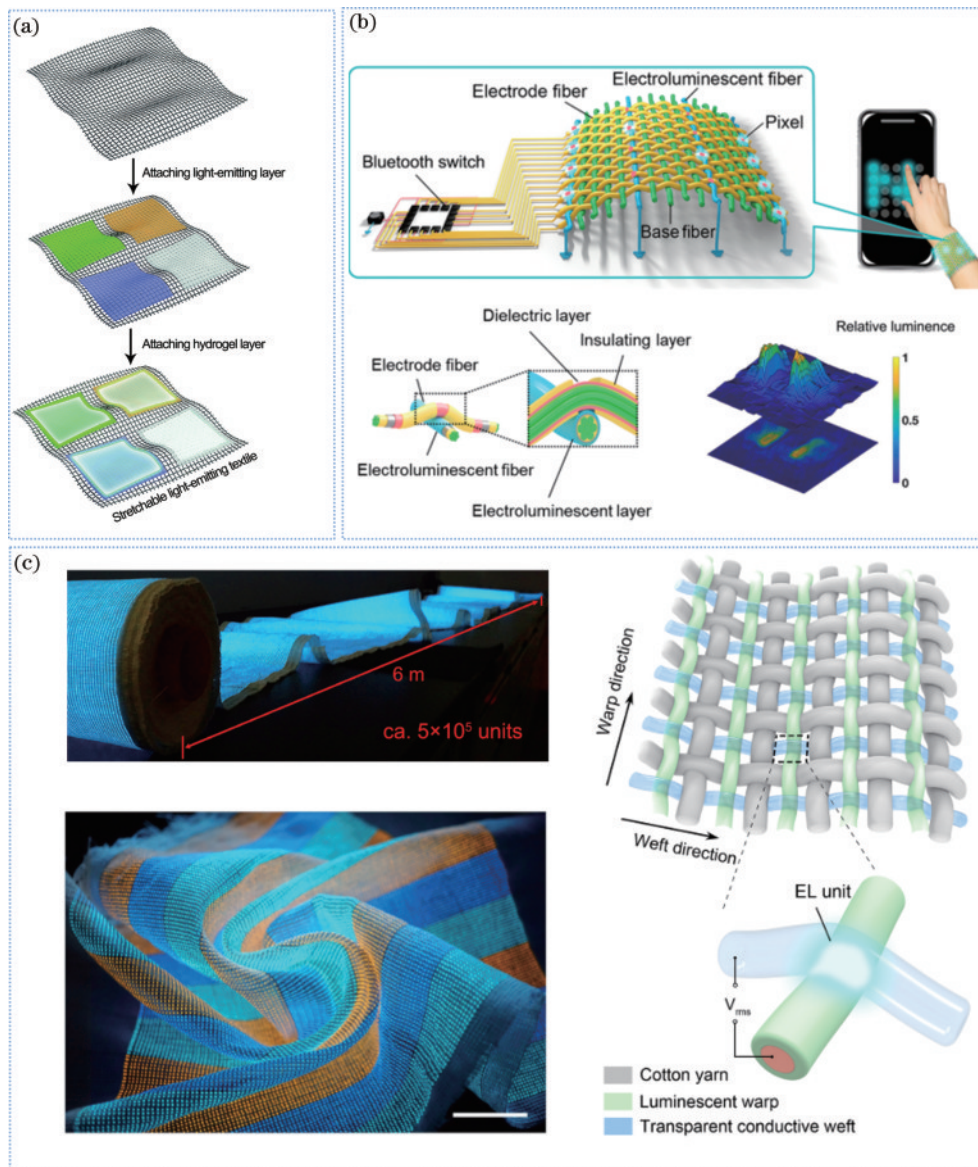 (a)
Attaching light-emitting layer
Attaching hydrogel layer
Stretchable light-emitting textile
(b)
Electroluminescent fiber
Electrode fiber
Pixel
Bluetooth switch
Base fiber
Dielectric layer
Insulating layer
Electrode fiber
Electroluminescent fiber
Electroluminescent layer
Relative luminence
1
0.5
0
(c)
6 m
ca. 5×10⁵ units
Warp direction
Weft direction
EL unit
Vrms
Cotton yarn
Luminescent warp
Transparent conductive weft